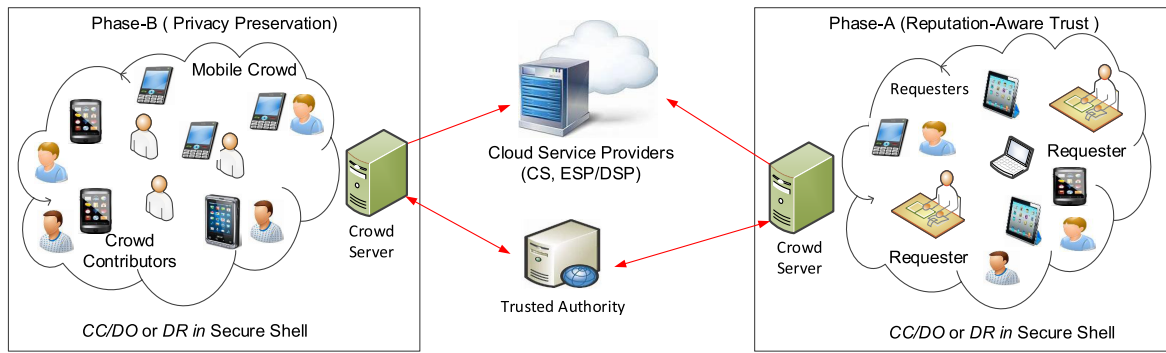 Phase-B ( Privacy Preservation)
Mobile Crowd
Crowd
Contributors
CC/DO or DR in Secure Shell
Crowd
Server
Cloud Service Providers
(CS, ESP/DSP)
Trusted Authority
Phase-A (Reputation-Aware Trust )
Requesters
Requester
Requester
Crowd
Server
CC/DO or DR in Secure Shell